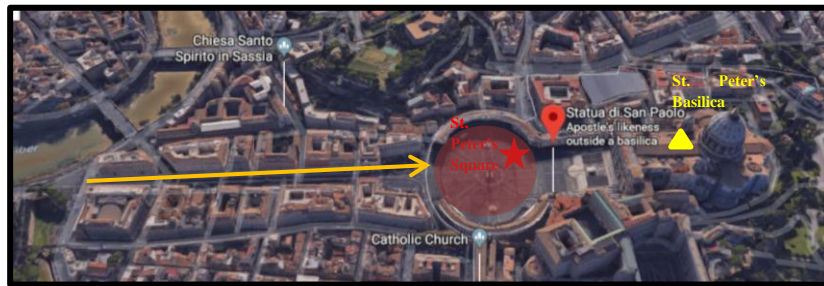 Chiesa Santo
Spirito in Sassia
St. Peter's
Basilica
Statua di San Paolo
Apostle's likeness
outside a basilica
St.
Peter's
Square
Catholic Church